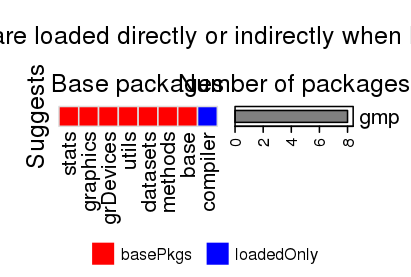 are loaded directly or indirectly when
Base packages
Number of packages
Suggests
gmp
stats
graphics
grDevices
utils
datasets
methods
base
compiler
0
2
4
6
8
basePkgs
loadedOnly